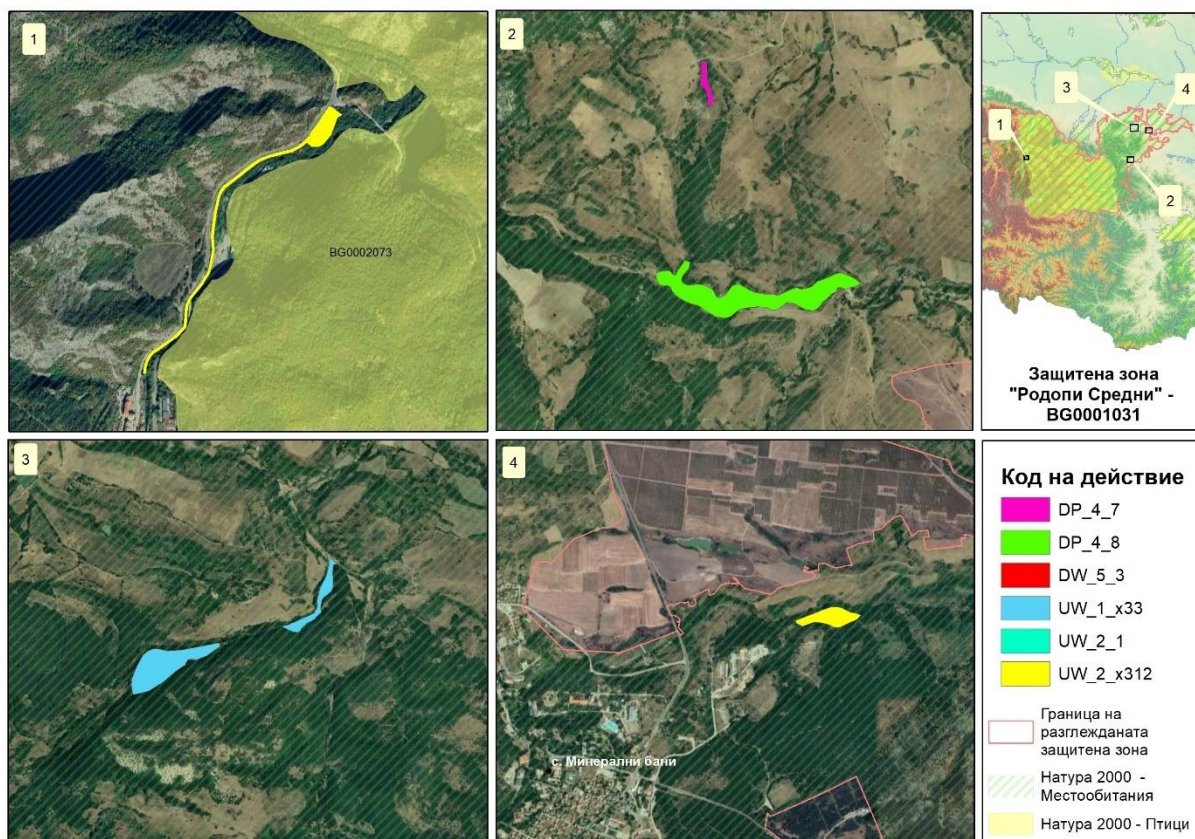 1
BG0002073
2
3
4
1
2
Защитена зона
"Родопи Средни" -
BG0001031
3
4
с. Минерални бани
Код на действие
DP_4_7
DP_4_8
DW_5_3
UW_1_x33
UW_2_1
UW_2_x312
Граница на
разглежданата
защитена зона
Натура 2000 -
Местообитания
Натура 2000 - Птици